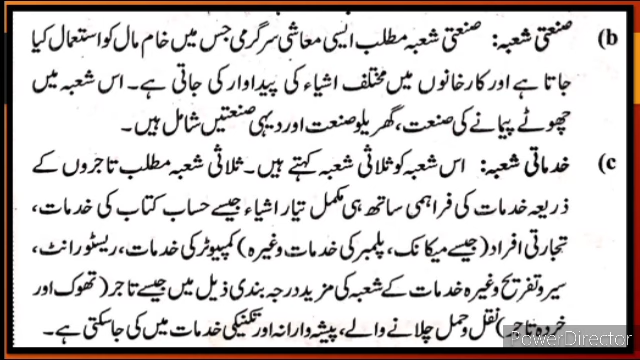 (b) صنعتی شعبہ: صنعتی شعبہ مطلب ایسی معاشی سرگرمی جس میں خام مال کو استعمال کیا
جاتا ہے اور کارخانوں میں مختلف اشیاء کی پیداوار کی جاتی ہے۔ اس شعبہ میں
چھوٹے پیمانے کی صنعت، گھریلو صنعت اور دیہی صنعتیں شامل ہیں۔
(c) خدماتی شعبہ: اس شعبہ کو ثلاثی شعبہ کہتے ہیں۔ ثلاثی شعبہ مطلب تاجروں کے
ذریعہ خدمات کی فراہمی ساتھ ہی مکمل تیار اشیاء جیسے حساب کتاب کی خدمات،
تجارتی افراد (جیسے میکانک، پلمبر کی خدمات وغیرہ) کمپیوٹر کی خدمات، ریسٹورانٹ،
سیر و تفریح وغیرہ خدمات کے شعبہ کی مزید درجہ بندی ذیل میں جیسے تاجر (تھوک اور
خردہ تاجر) نقل و حمل چلانے والے، پیشہ ورانہ اور تکنیکی خدمات میں کی جا سکتی ہے۔
PowerDirector